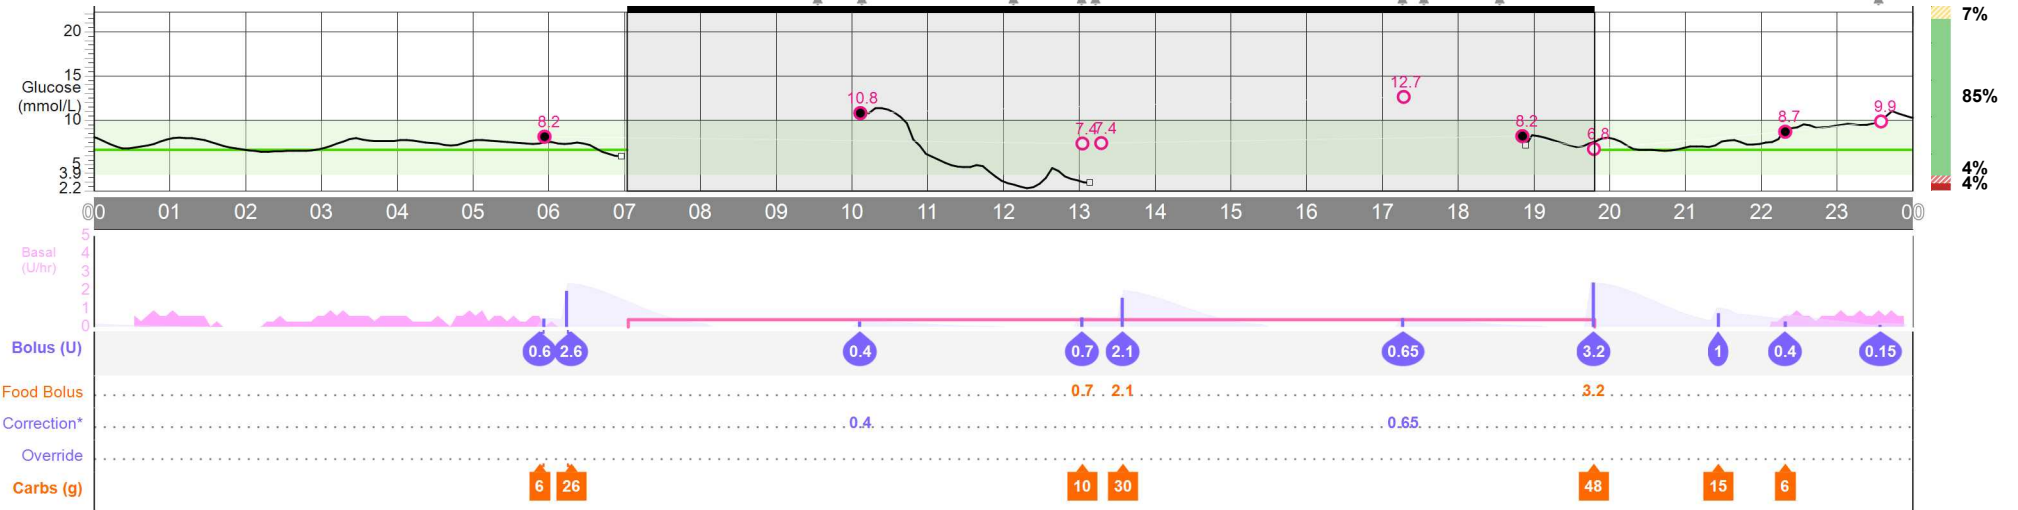 7%
20
15
Glucose
(mmol/L)
10
5
3.9
2.2
8.2
10.8
7.4 7.4
12.7
8.2
6.8
8.7
9.9
85%
4%
4%
00 01 02 03 04 05 06 07 08 09 10 11 12 13 14 15 16 17 18 19 20 21 22 23 00
Basal
(U/hr)
5
4
3
2
1
0
Bolus (U) 0.6 2.6 0.4 0.7 2.1 0.65 3.2 1 0.4 0.15
Food Bolus 0.7 2.1 3.2
Correction* 0.4 0.65
Override
Carbs (g) 6 26 10 30 48 15 6